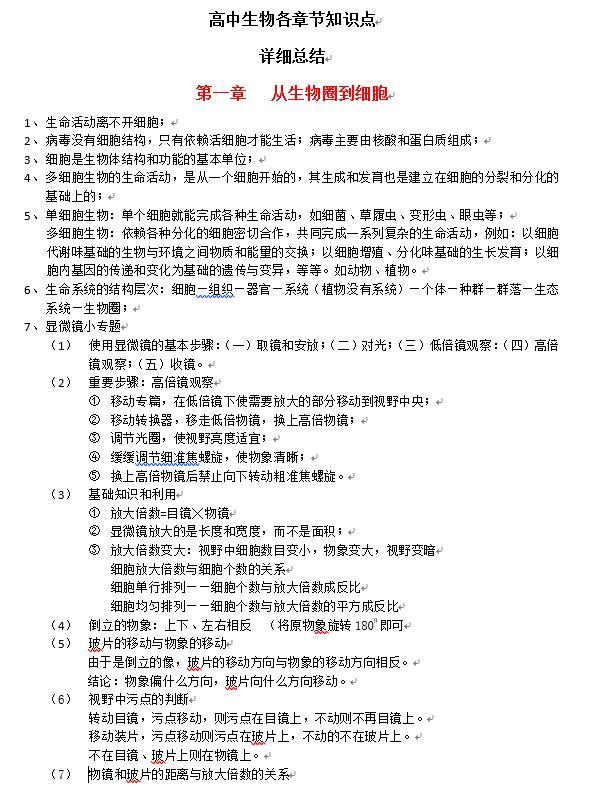 高中生物各章节知识点
详细总结
第一章 从生物圈到细胞
1、生命活动离不开细胞；
2、病毒没有细胞结构，只有依赖活细胞才能生活；病毒主要由核酸和蛋白质组成；
3、细胞是生物体结构和功能的基本单位；
4、多细胞生物的生命活动，是从一个细胞开始的，其生成和发育也是建立在细胞的分裂和分化的
基础上的；
5、单细胞生物：单个细胞就能完成各种生命活动，如细菌、草履虫、变形虫、眼虫等；
多细胞生物：依赖各种分化的细胞密切合作，共同完成一系列复杂的生命活动，例如：以细胞
代谢味基础的生物与环境之间物质和能量的交换；以细胞增殖、分化味基础的生长发育；以细
胞内基因的传递和变化为基础的遗传与变异，等等。如动物、植物。
6、生命系统的结构层次：细胞—组织—器官—系统（植物没有系统）—个体—种群—群落—生态
系统—生物圈；
7、显微镜小专题
（1） 使用显微镜的基本步骤：（一）取镜和安放；（二）对光；（三）低倍镜观察：（四）高倍
镜观察；（五）收镜。
（2） 重要步骤：高倍镜观察
① 移动专篇，在低倍镜下使需要放大的部分移动到视野中央；
② 移动转换器，移走低倍物镜，换上高倍物镜；
③ 调节光圈，使视野亮度适宜；
④ 缓缓调节细准焦螺旋，使物象清晰；
⑤ 换上高倍物镜后禁止向下转动粗准焦螺旋。
（3） 基础知识和利用
① 放大倍数=目镜╳物镜
② 显微镜放大的是长度和宽度，而不是面积；
③ 放大倍数变大：视野中细胞数目变小，物象变大，视野变暗
细胞放大倍数与细胞个数的关系
细胞单行排列——细胞个数与放大倍数成反比
细胞均匀排列——细胞个数与放大倍数的平方成反比
（4） 倒立的物象：上下、左右相反 （将原物象旋转 180⁰即可
（5） 玻片的移动与物象的移动
由于是倒立的像，玻片的移动方向与物象的移动方向相反。
结论：物象偏什么方向，玻片向什么方向移动。
（6） 视野中污点的判断
转动目镜，污点移动，则污点在目镜上，不动则不再目镜上。
移动装片，污点移动则污点在玻片上，不动的不在玻片上。
不在目镜、玻片上则在物镜上。
（7） 物镜和玻片的距离与放大倍数的关系